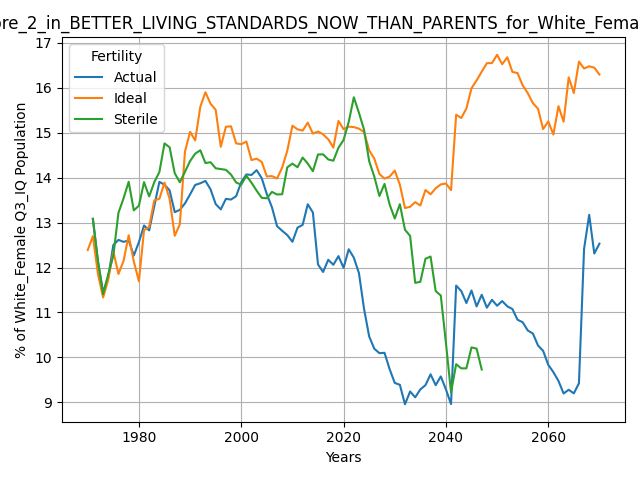 ore_2_in_BETTER_LIVING_STANDARDS_NOW_THAN_PARENTS_for_White_Fema
Fertility
Actual
Ideal
Sterile
% of White_Female Q3_IQ Population
17
16
15
14
13
12
11
10
9
1980 2000 2020 2040 2060
Years